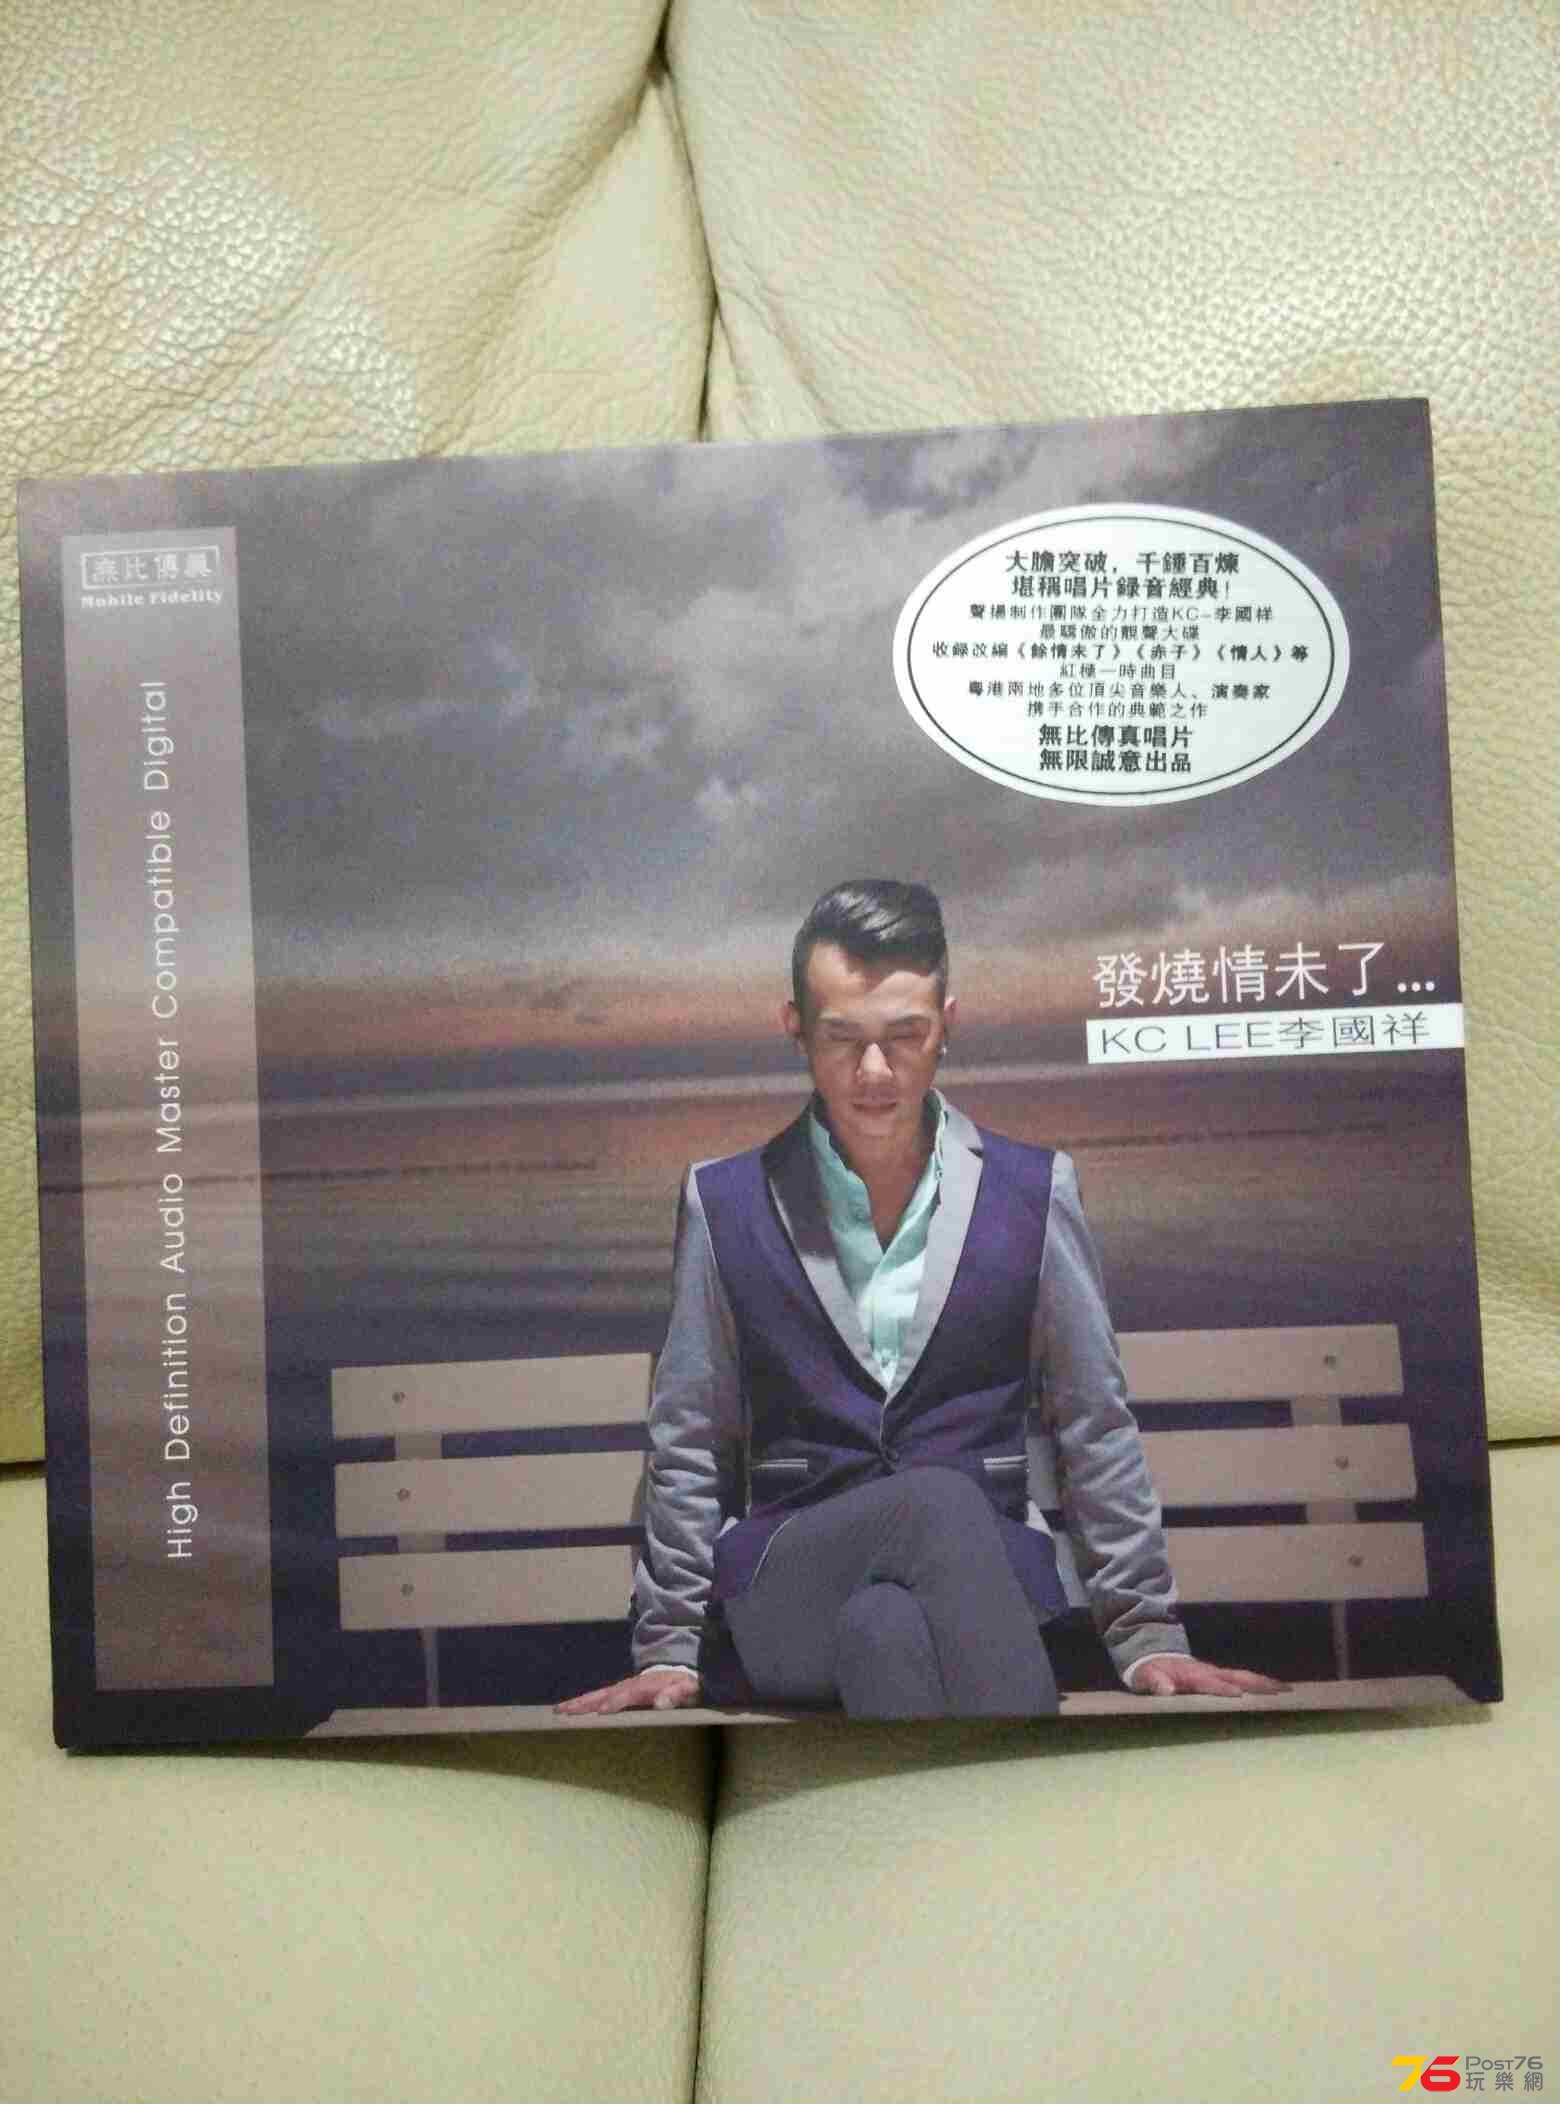 無比傳真
Mobile Fidelity
High Definition Audio Master Compatible Digital
大膽突破，千錘百煉
堪稱唱片録音經典！
聲揚制作團隊全力打造KC-李國祥
最驕傲的靚聲大碟
收録改編《餘情未了》《赤子》《情人》等
紅極一時曲目
粵港兩地多位頂尖音樂人、演奏家
携手合作的典範之作
無比傳真唱片
無限誠意出品
發燒情未了...
KC LEE李國祥
76 POST76
玩樂網